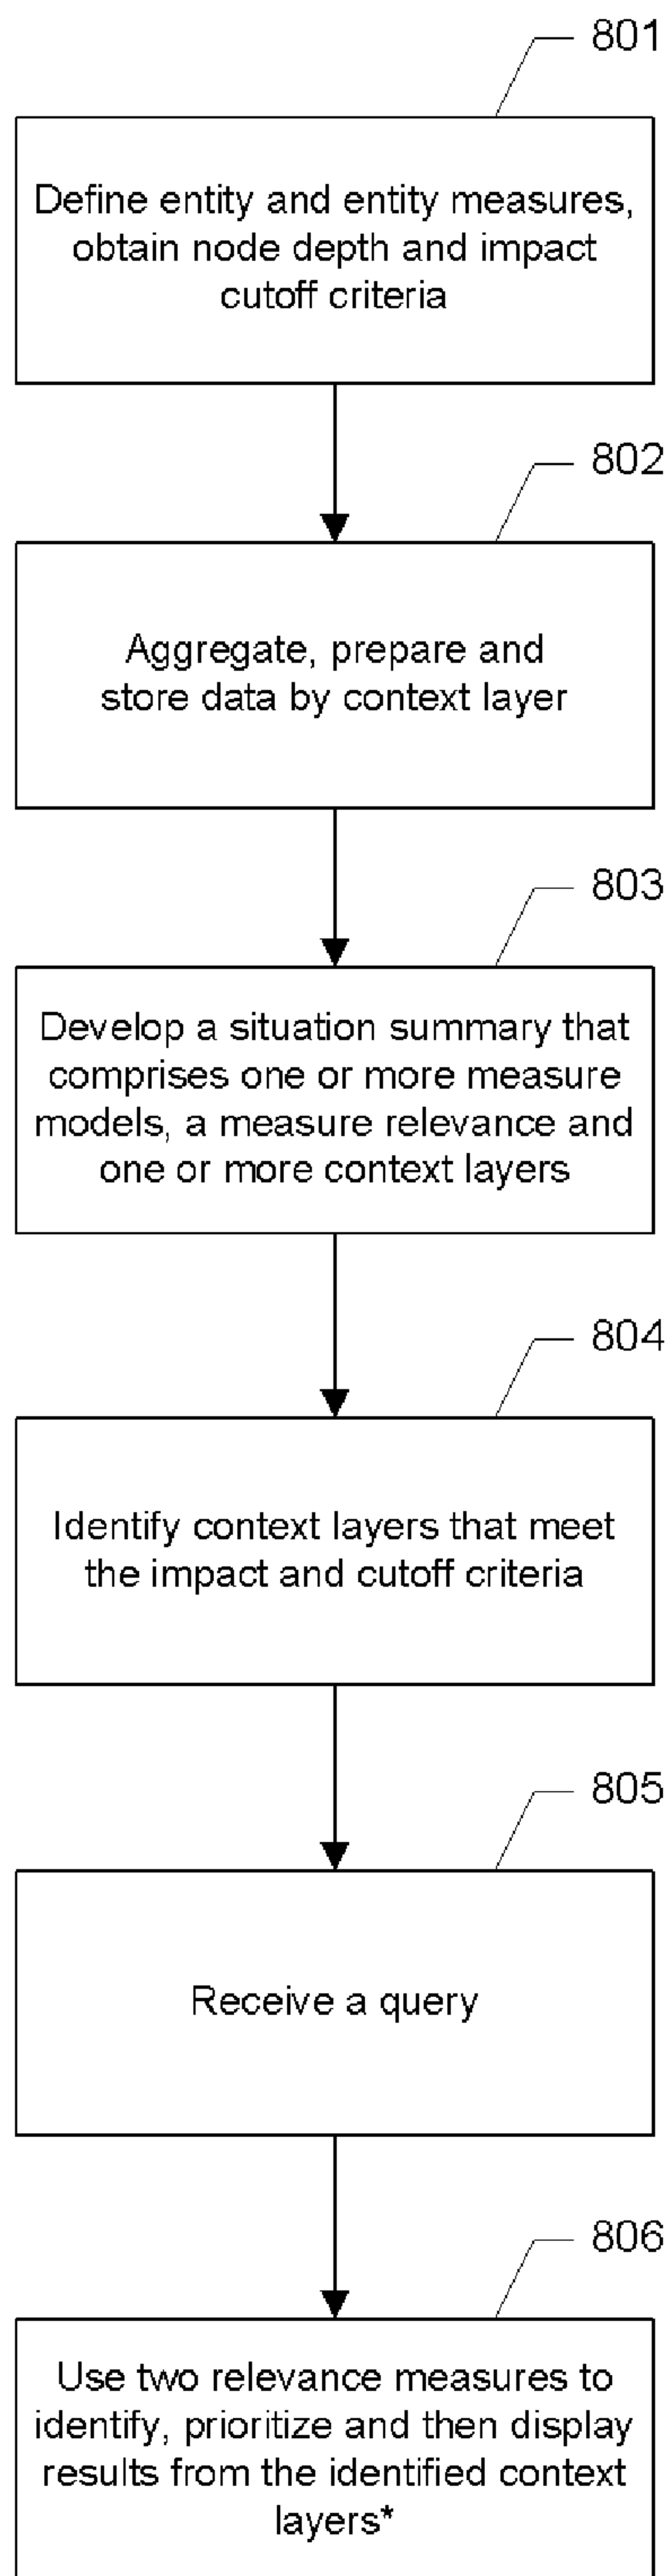 801
Define entity and entity measures,
obtain node depth and impact
cutoff criteria
802
Aggregate, prepare and
store data by context layer
803
Develop a situation summary that
comprises one or more measure
models, a measure relevance and
one or more context layers
804
Identify context layers that meet
the impact and cutoff criteria
805
Receive a query
806
Use two relevance measures to
identify, prioritize and then display
results from the identified context
layers*